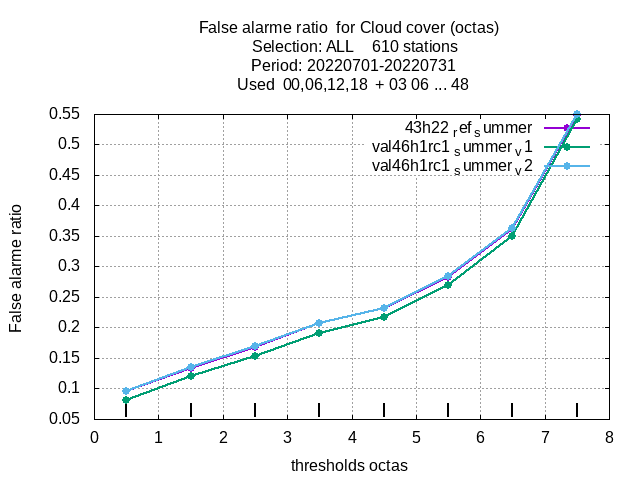 False alarme ratio for Cloud cover (octas)
Selection: ALL 610 stations
Period: 20220701-20220731
Used 00,06,12,18 + 03 06 ... 48
0.55
0.5
0.45
0.4
0.35
0.3
0.25
0.2
0.15
0.1
0.05
43h22 ref summer
val46h1rc1 summer v1
val46h1rc1 summer v2
False alarme ratio
0 1 2 3 4 5 6 7 8
thresholds octas